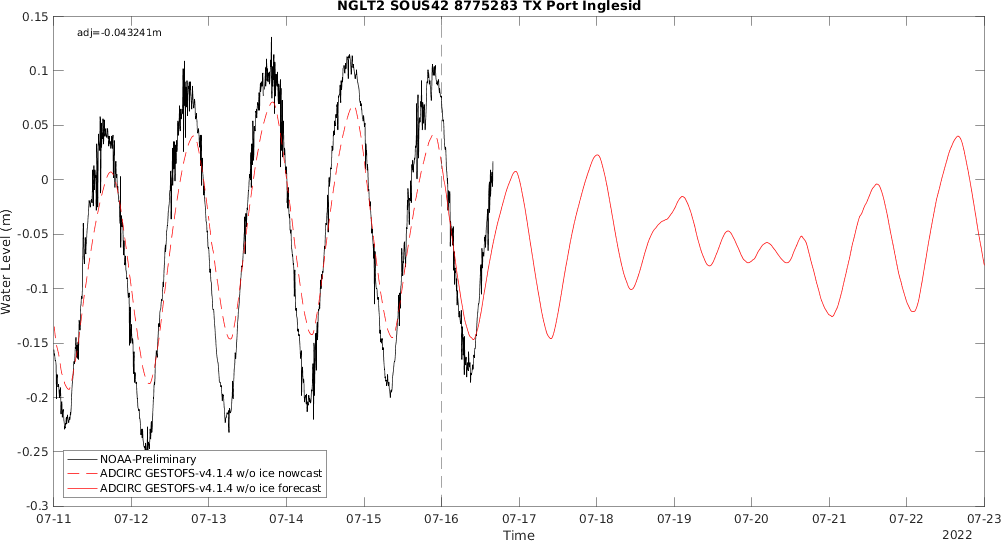 NGLT2 SOUS42 8775283 TX Port Inglesid
adj=-0.043241m
0.15
0.1
0.05
0
-0.05
-0.1
-0.15
-0.2
-0.25
-0.3
Water Level (m)
NOAA-Preliminary
ADCIRC GESTOFS-v4.1.4 w/o ice nowcast
ADCIRC GESTOFS-v4.1.4 w/o ice forecast
07-11 07-12 07-13 07-14 07-15 07-16 07-17 07-18 07-19 07-20 07-21 07-22 07-23
Time
2022